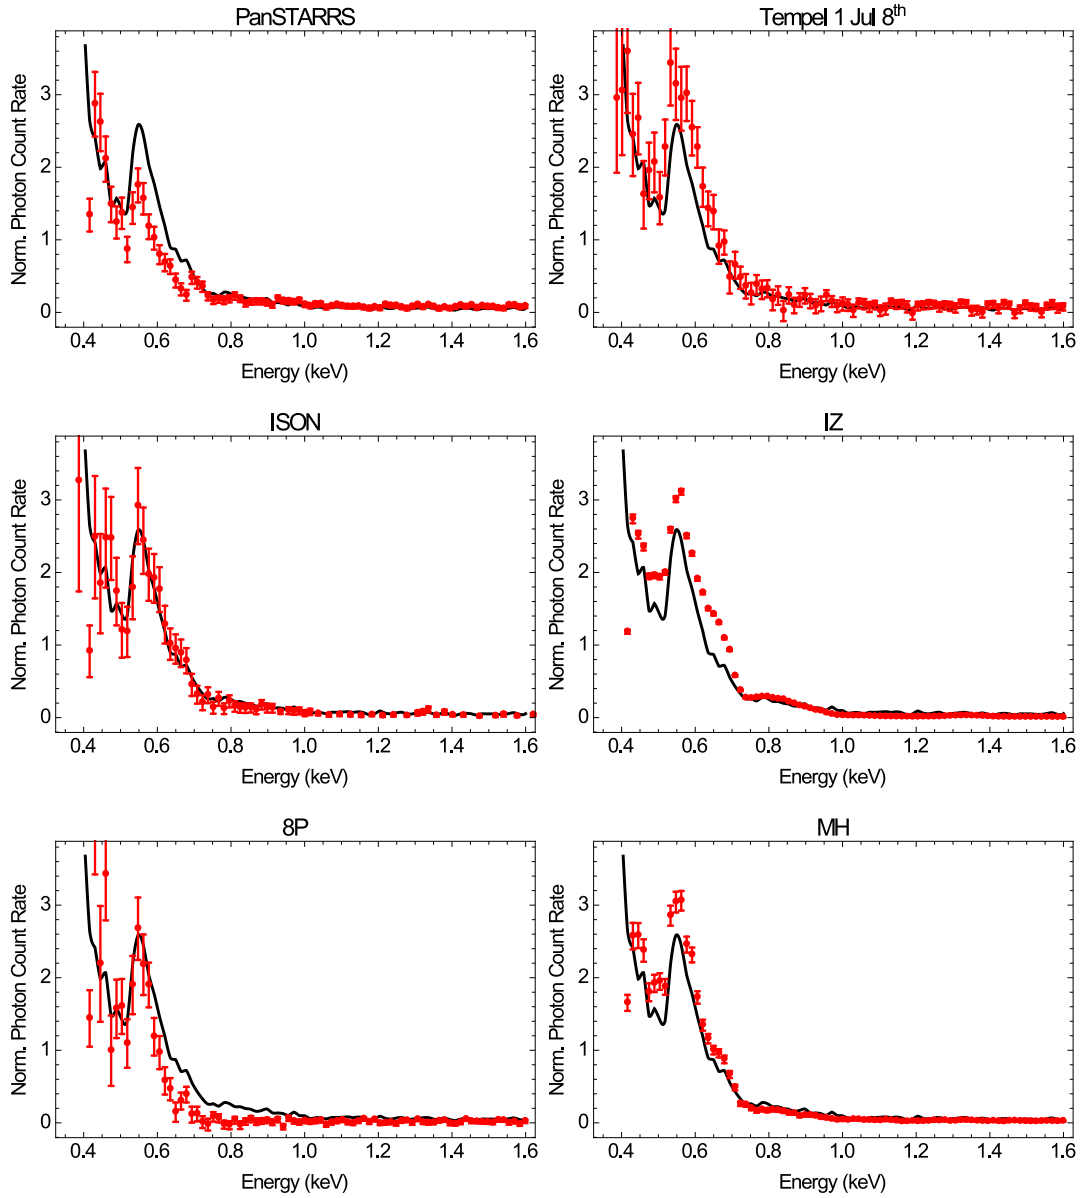 PanSTARRS
Norm. Photon Count Rate
3
2
1
0
0.4 0.6 0.8 1.0 1.2 1.4 1.6
Energy (keV)
Tempel 1 Jul 8th
Norm. Photon Count Rate
3
2
1
0
0.4 0.6 0.8 1.0 1.2 1.4 1.6
Energy (keV)
ISON
Norm. Photon Count Rate
3
2
1
0
0.4 0.6 0.8 1.0 1.2 1.4 1.6
Energy (keV)
IZ
Norm. Photon Count Rate
3
2
1
0
0.4 0.6 0.8 1.0 1.2 1.4 1.6
Energy (keV)
8P
Norm. Photon Count Rate
3
2
1
0
0.4 0.6 0.8 1.0 1.2 1.4 1.6
Energy (keV)
MH
Norm. Photon Count Rate
3
2
1
0
0.4 0.6 0.8 1.0 1.2 1.4 1.6
Energy (keV)